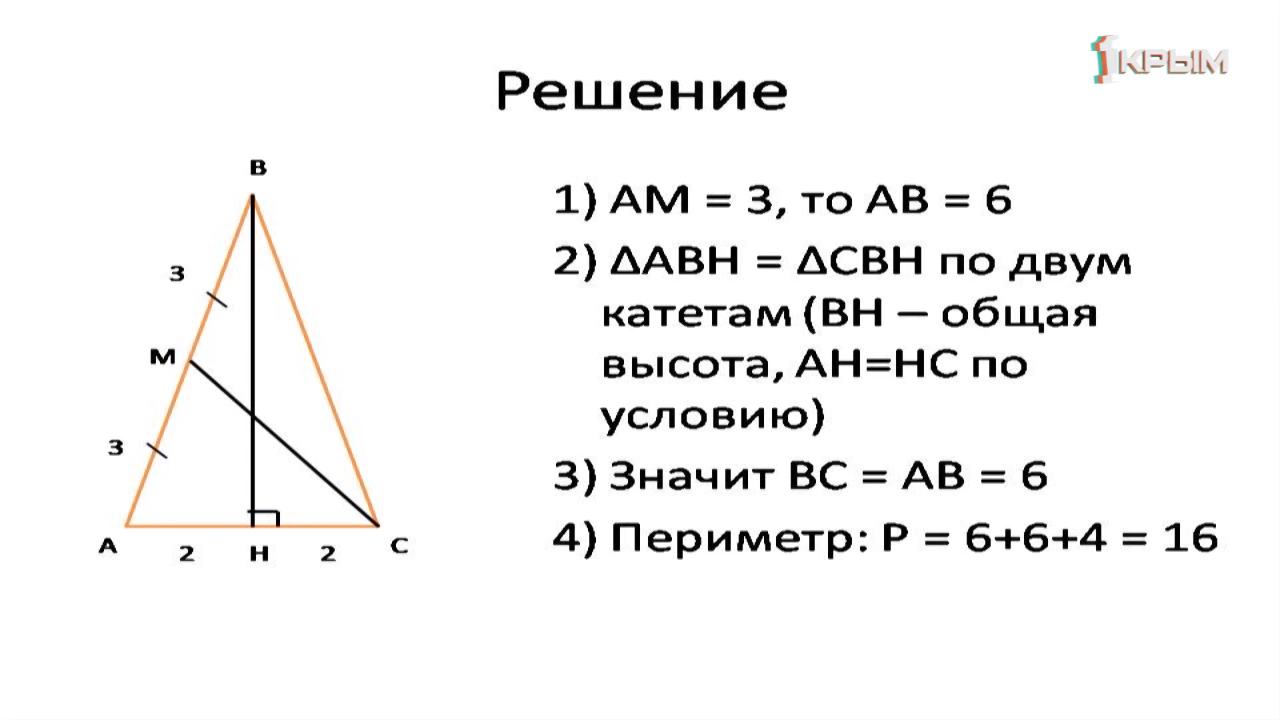 1КРЫМ
Решение
B
3
M
3
A
2
H
2
C
1) AM = 3, то AB = 6
2) ΔABH = ΔCBH по двум
катетам (BH – общая
высота, AH=HC по
условию)
3) Значит BC = AB = 6
4) Периметр: P = 6+6+4 = 16